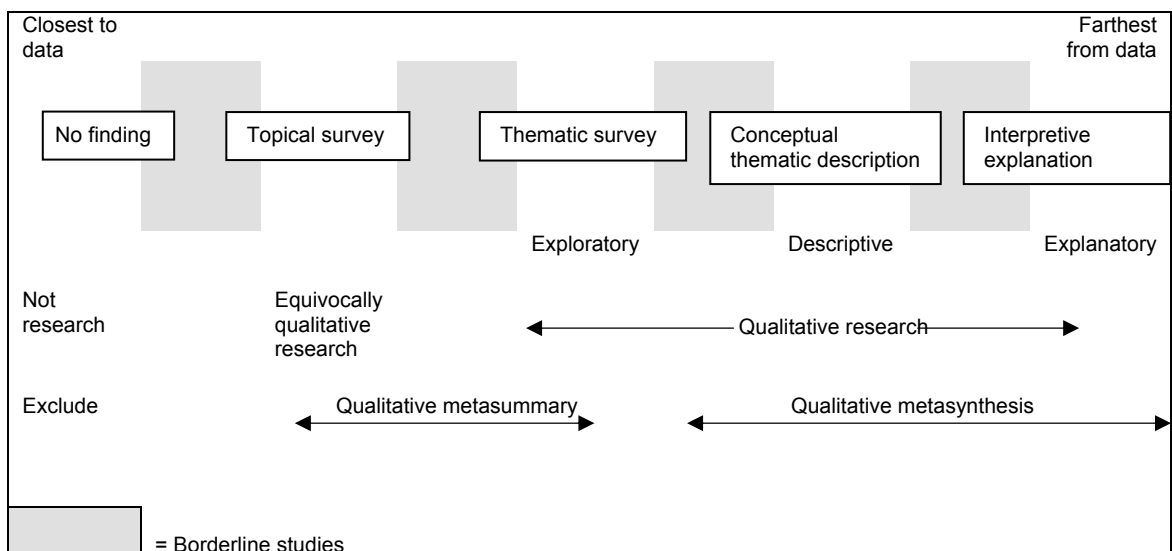 Closest to
data
Farthest
from data
No finding
Topical survey
Thematic survey
Conceptual
thematic description
Interpretive
explanation
Exploratory
Descriptive
Explanatory
Not
research
Equivocally
qualitative
research
Qualitative research
Exclude
Qualitative metasummary
Qualitative metasynthesis
= Borderline studies